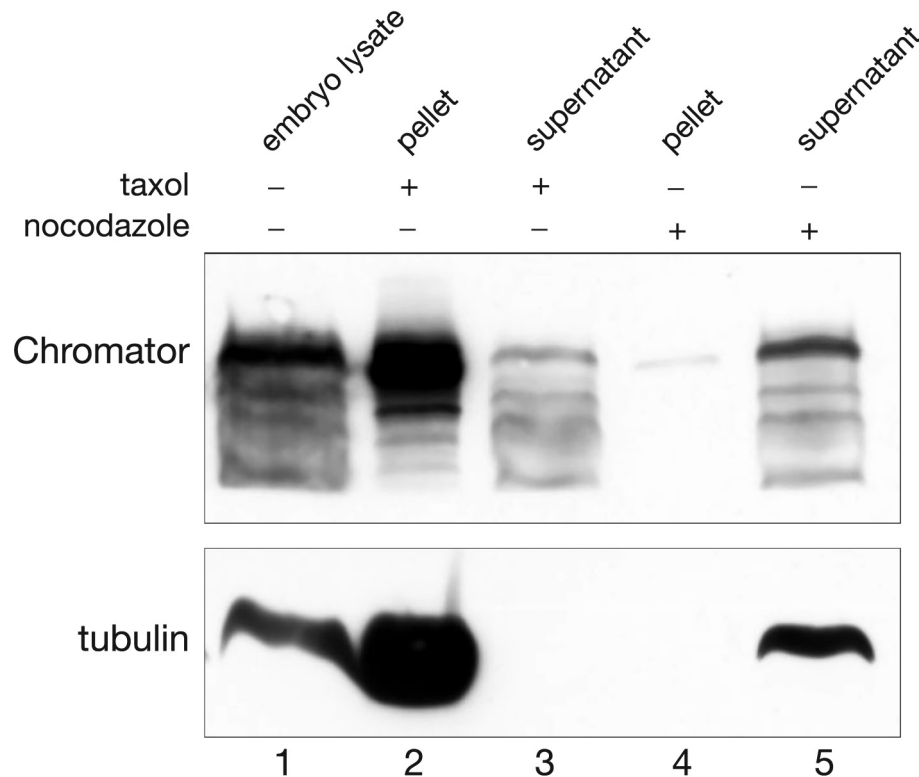 embryo lysate pellet supernatant pellet supernatant
taxol – + + – –
nocodazole – – – + +
Chromator
tubulin
1 2 3 4 5